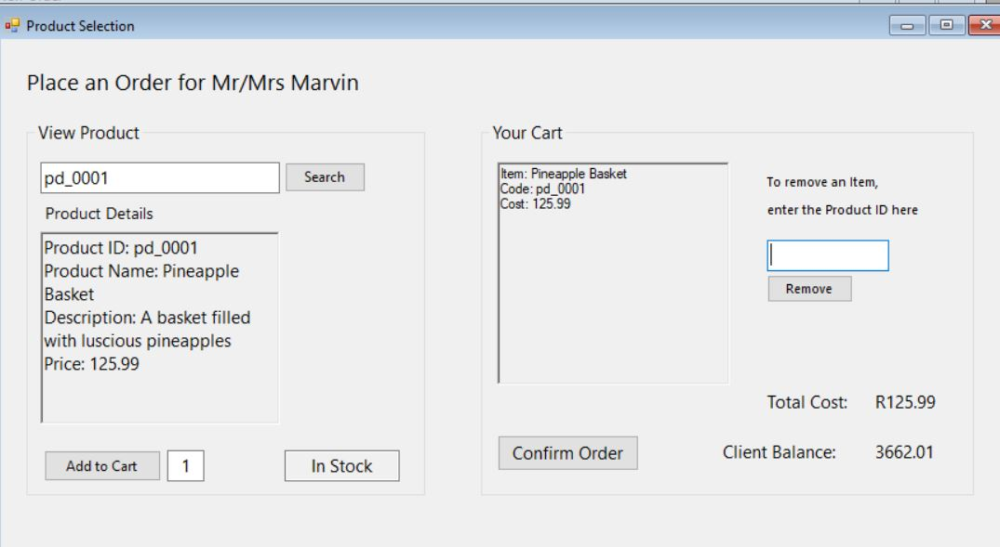 Product Selection
Place an Order for Mr/Mrs Marvin
View Product
pd_0001
Search
Product Details
Product ID: pd_0001
Product Name: Pineapple
Basket
Description: A basket filled
with luscious pineapples
Price: 125.99
Add to Cart
1
In Stock
Your Cart
Item: Pineapple Basket
Code: pd_0001
Cost: 125.99
To remove an Item,
enter the Product ID here
Remove
Total Cost: R125.99
Confirm Order
Client Balance: 3662.01